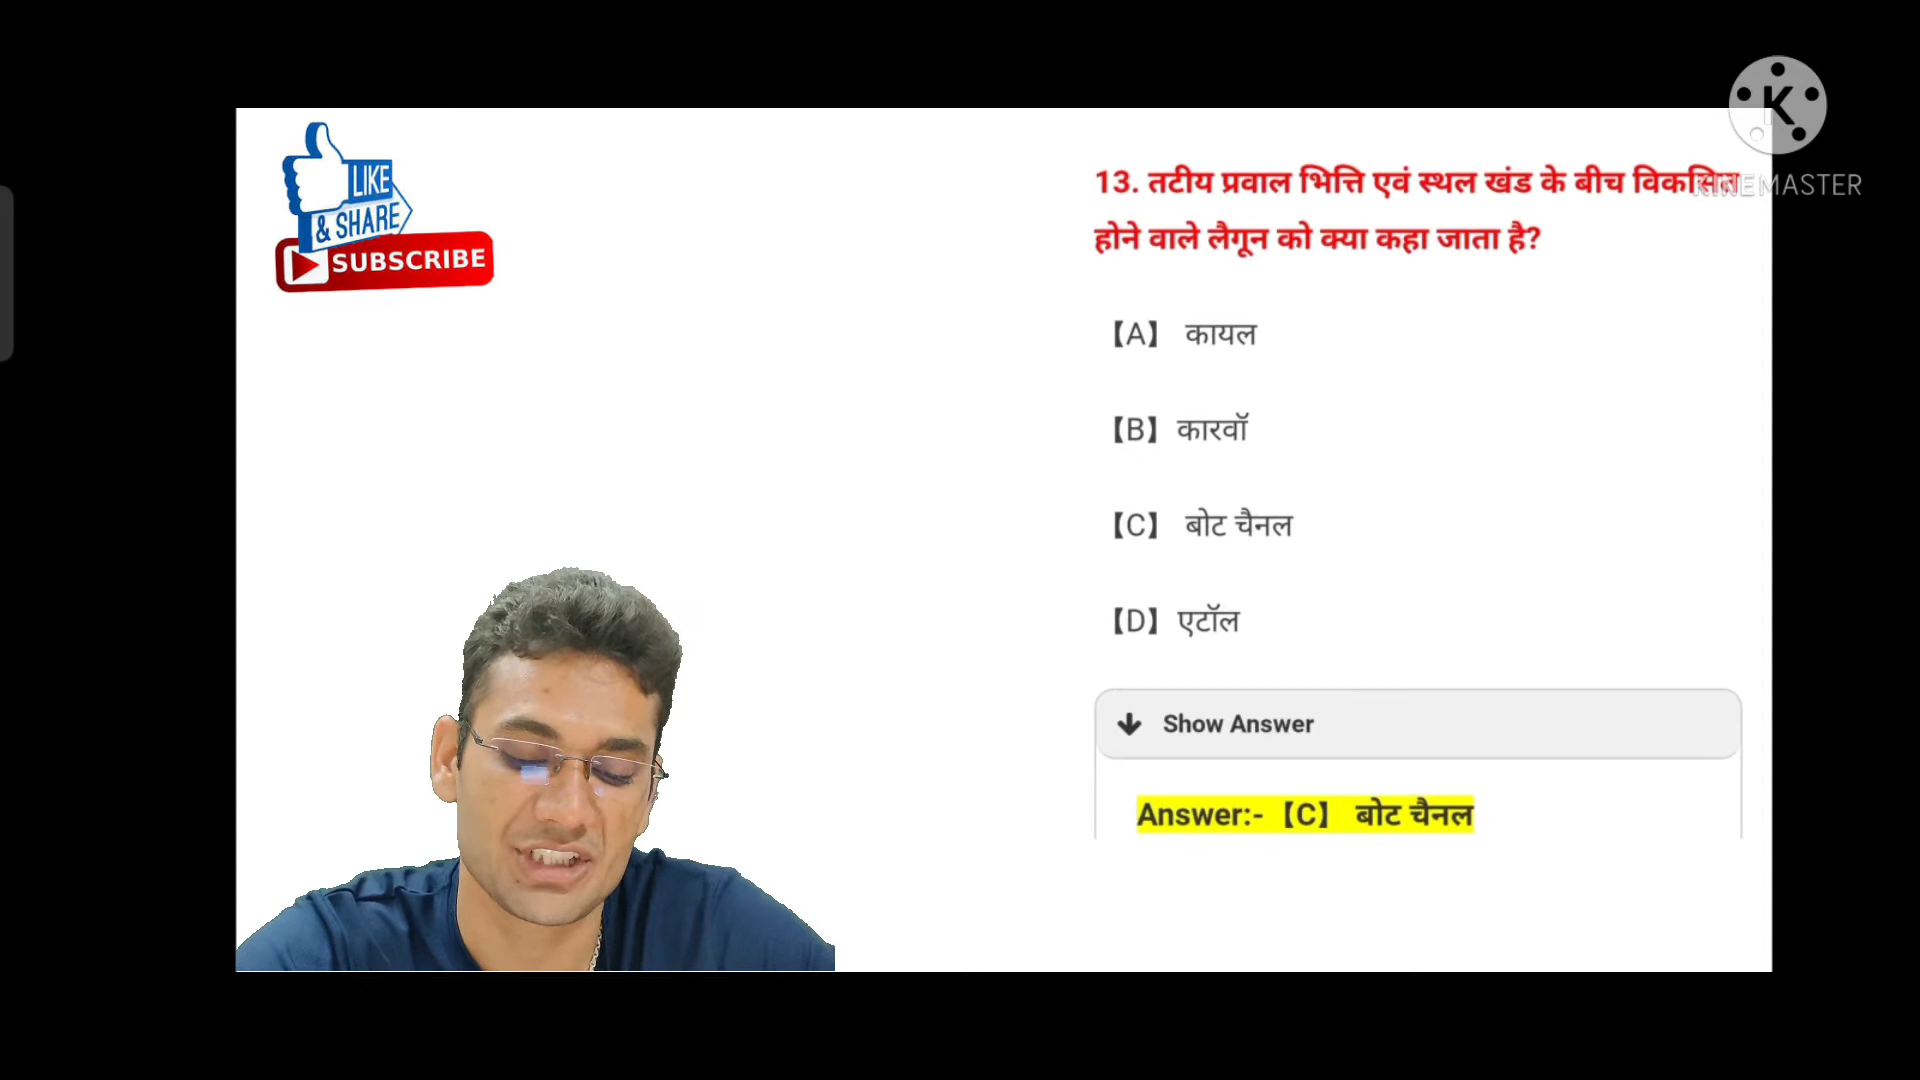 LIKE
& SHARE
SUBSCRIBE
K
KINEMASTER
13. तटीय प्रवाल भित्ति एवं स्थल खंड के बीच विकसित
होने वाले लैगून को क्या कहा जाता है?
【A】 कायल
【B】 कारवॉ
【C】 बोट चैनल
【D】 एटॉल
Show Answer
Answer:- 【C】 बोट चैनल